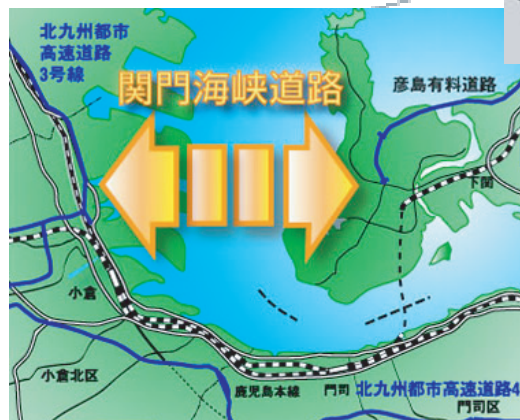 北九州都市
高速道路
3号線
関門海峡道路
彦島有料道路
下関
小倉
小倉北区
鹿児島本線
門司
北九州都市高速道路4
門司区